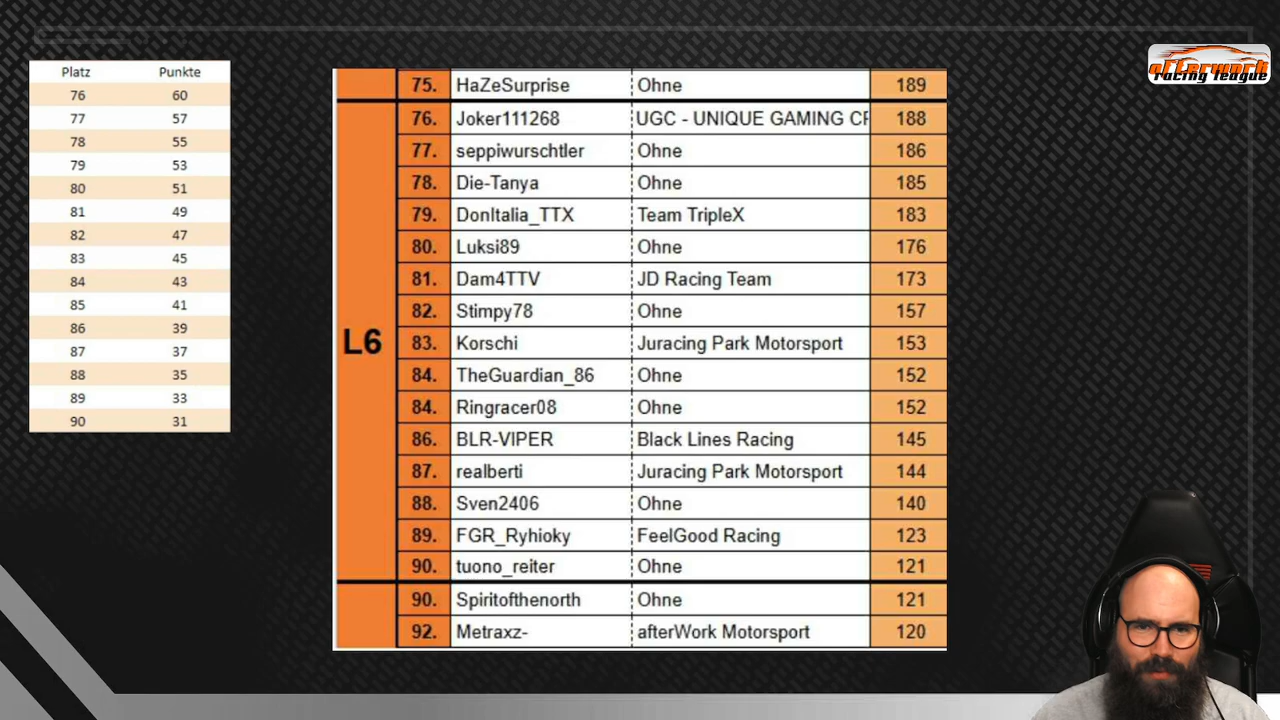 Platz Punkte
76 60
77 57
78 55
79 53
80 51
81 49
82 47
83 45
84 43
85 41
86 39
87 37
88 35
89 33
90 31
75. HaZeSurprise Ohne 189
76. Joker111268 UGC - UNIQUE GAMING 188
77. seppiwurschtler Ohne 186
78. Die-Tanya Ohne 185
79. DonItalia_TTX Team TripleX 183
80. Luksi89 Ohne 176
81. Dam4TTV JD Racing Team 173
82. Stimpy78 Ohne 157
L6
83. Korschi Juracing Park Motorsport 153
84. TheGuardian_86 Ohne 152
84. Ringracer08 Ohne 152
86. BLR-VIPER Black Lines Racing 145
87. realberti Juracing Park Motorsport 144
88. Sven2406 Ohne 140
89. FGR_Ryhioky FeelGood Racing 123
90. tuono_reiter Ohne 121
90. Spiritofthenorth Ohne 121
92. Metraxz- afterWork Motorsport 120
afterwork
racing league